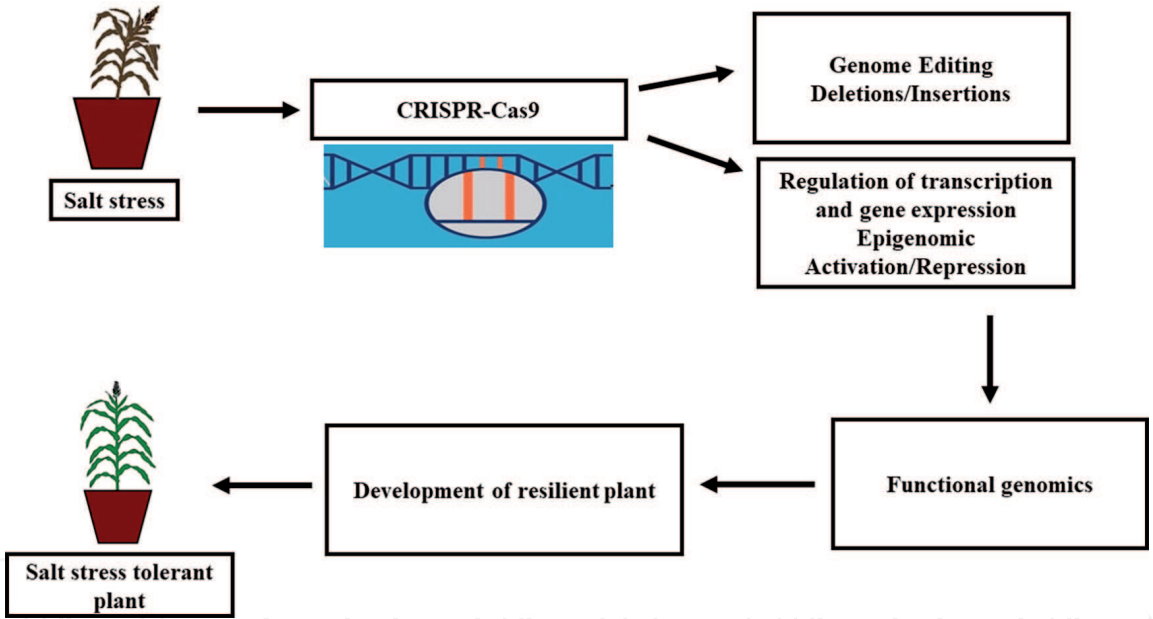 Salt stress
CRISPR-Cas9
Genome Editing
Deletions/Insertions
Regulation of transcription
and gene expression
Epigenomic
Activation/Repression
Functional genomics
Development of resilient plant
Salt stress tolerant
plant